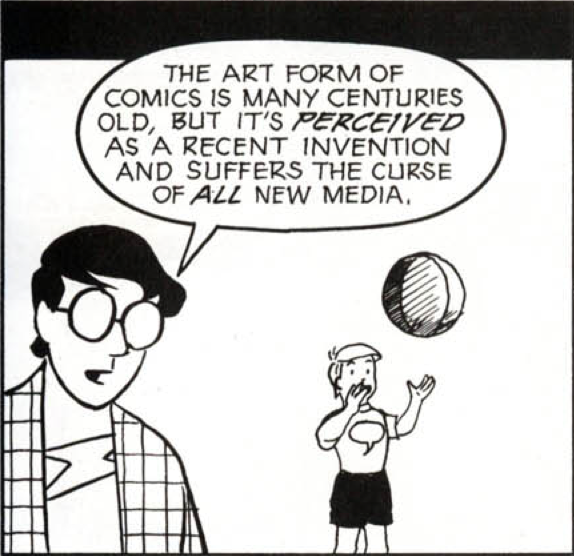 THE ART FORM OF
COMICS IS MANY CENTURIES
OLD, BUT IT'S PERCEIVED
AS A RECENT INVENTION
AND SUFFERS THE CURSE
OF ALL NEW MEDIA.